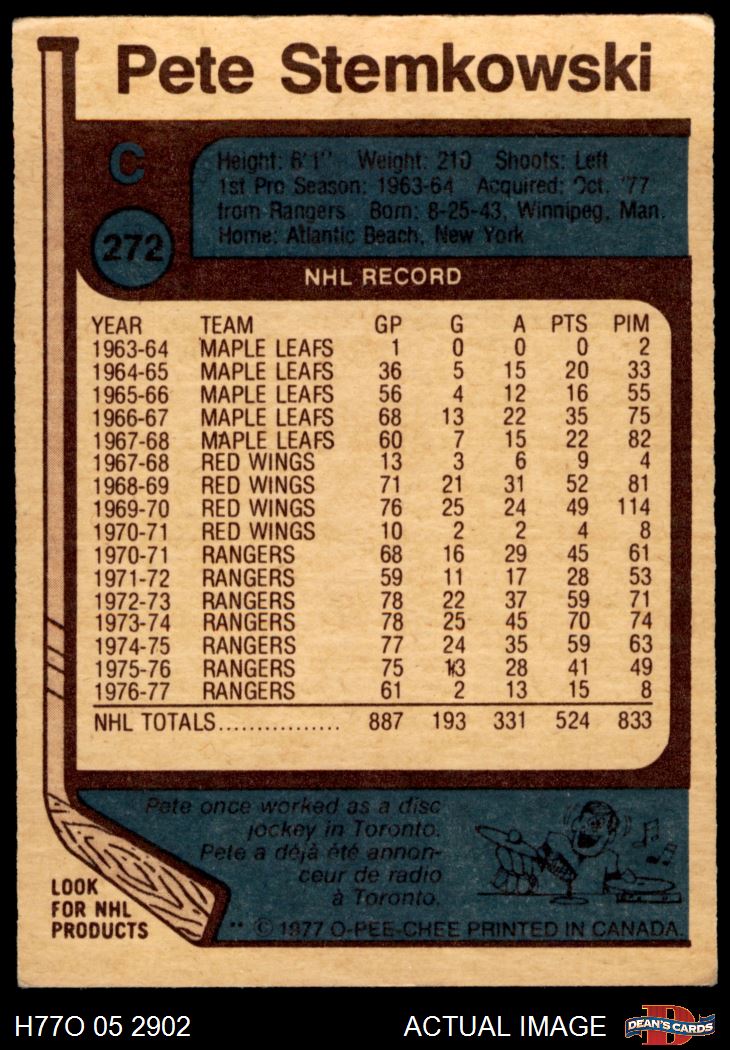 Pete Stemkowski
C
Height: 6'1" Weight: 210 Shoots: Left
1st Pro Season: 1963-64 Acquired: Oct. '77
from Rangers Born: 8-25-43, Winnipeg, Man.
Home: Atlantic Beach, New York
272
NHL RECORD
YEAR TEAM GP G A PTS PIM
1963-64 MAPLE LEAFS 1 0 0 0 2
1964-65 MAPLE LEAFS 36 5 15 20 33
1965-66 MAPLE LEAFS 56 4 12 16 55
1966-67 MAPLE LEAFS 68 13 22 35 75
1967-68 MAPLE LEAFS 60 7 15 22 82
1967-68 RED WINGS 13 3 6 9 4
1968-69 RED WINGS 71 21 31 52 81
1969-70 RED WINGS 76 25 24 49 114
1970-71 RED WINGS 10 2 2 4 8
1970-71 RANGERS 68 16 29 45 61
1971-72 RANGERS 59 11 17 28 53
1972-73 RANGERS 78 22 37 59 71
1973-74 RANGERS 78 25 45 70 74
1974-75 RANGERS 77 24 35 59 63
1975-76 RANGERS 75 13 28 41 49
1976-77 RANGERS 61 2 13 15 8
NHL TOTALS................ 887 193 331 524 833
Pete once worked as a disc
jockey in Toronto.
Pete a déjà été annon-
ceur de radio
à Toronto.
LOOK
FOR NHL
PRODUCTS
** © 1977 O-PEE-CHEE PRINTED IN CANADA.
H77O 05 2902 ACTUAL IMAGE
D
DEAN'S CARDS